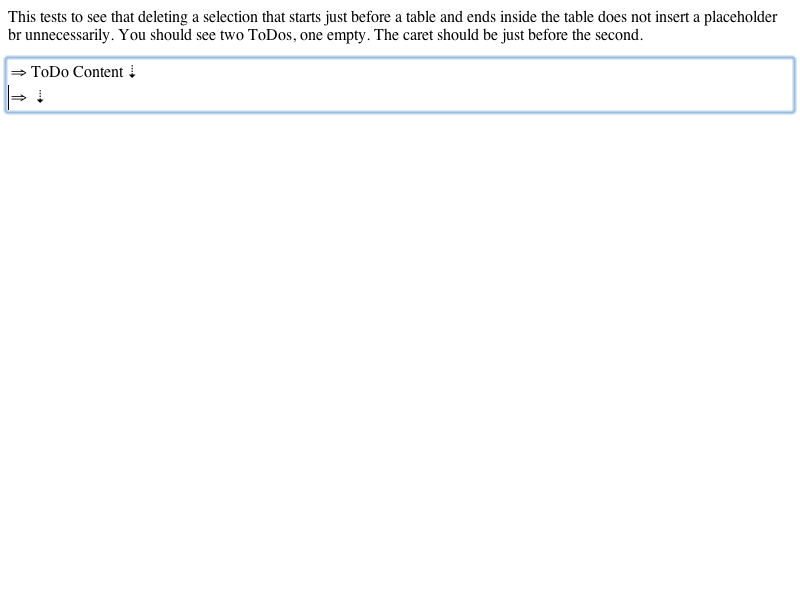 This tests to see that deleting a selection that starts just before a table and ends inside the table does not insert a placeholder
br unnecessarily. You should see two ToDos, one empty. The caret should be just before the second.
⇒ ToDo Content ⇣
⇒ ⇣